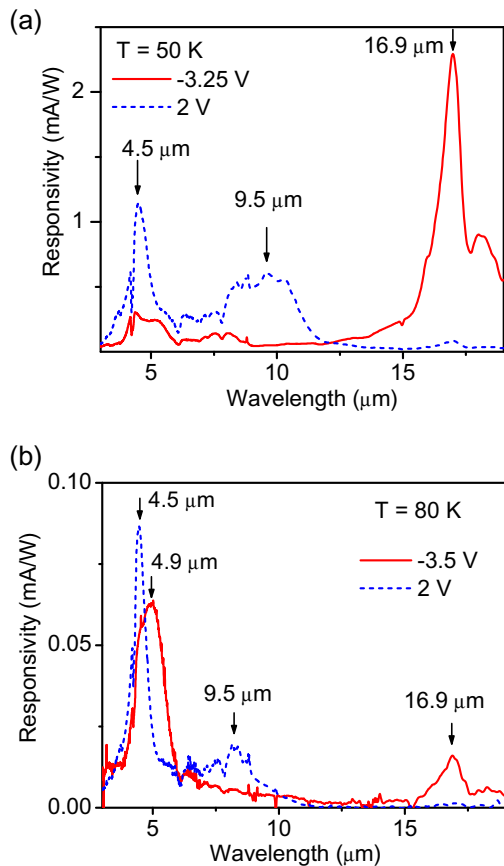 (a)
T = 50 K
-3.25 V
2 V
16.9 μm
4.5 μm
9.5 μm
2
1
Responsivity (mA/W)
5
10
15
Wavelength (μm)
(b)
0.10
4.5 μm
T = 80 K
4.9 μm
-3.5 V
2 V
0.05
9.5 μm
16.9 μm
0.00
Responsivity (mA/W)
5
10
15
Wavelength (μm)